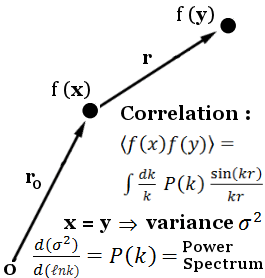 f (y)
r
f (x)
Correlation :
⟨f(x)f(y)⟩ =
∫ dk/k P(k) sin(kr)/kr
r₀
x = y ⇒ variance σ²
o d(σ²)/d(ℓnk) = P(k) = Power Spectrum